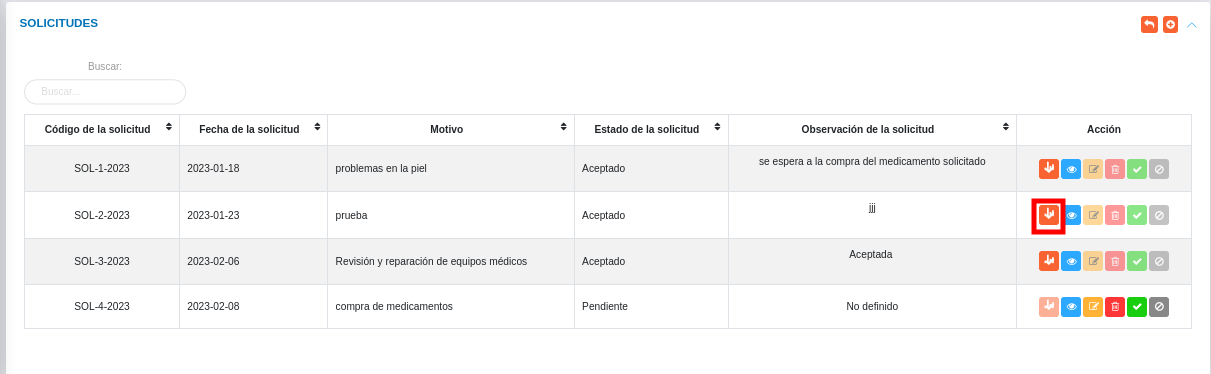 SOLICITUDES
Buscar:
Buscar...
Código de la solicitud Fecha de la solicitud Motivo Estado de la solicitud Observación de la solicitud Acción
SOL-1-2023 2023-01-18 problemas en la piel Aceptado se espera a la compra del medicamento solicitado
SOL-2-2023 2023-01-23 prueba Aceptado jjj
SOL-3-2023 2023-02-06 Revisión y reparación de equipos médicos Aceptado Aceptada
SOL-4-2023 2023-02-08 compra de medicamentos Pendiente No definido